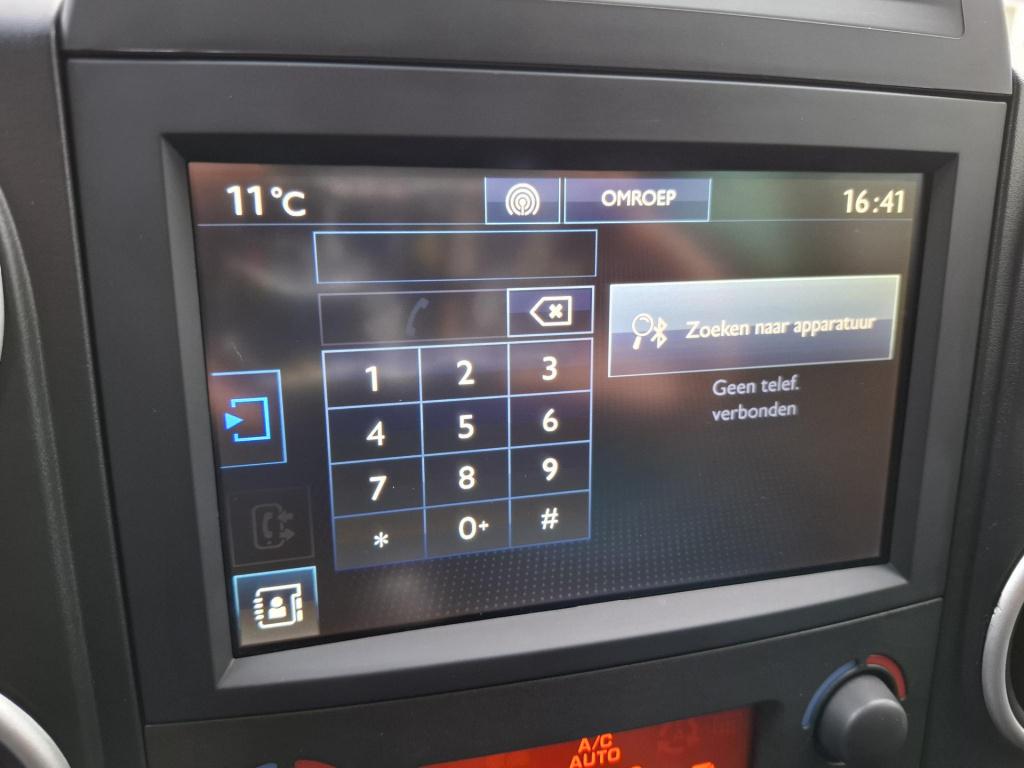 11°C
OMROEP
16:41
Zoeken naar apparatuur
Geen telef.
verbonden
1 2 3
4 5 6
7 8 9
* 0+ #
A/C
AUTO